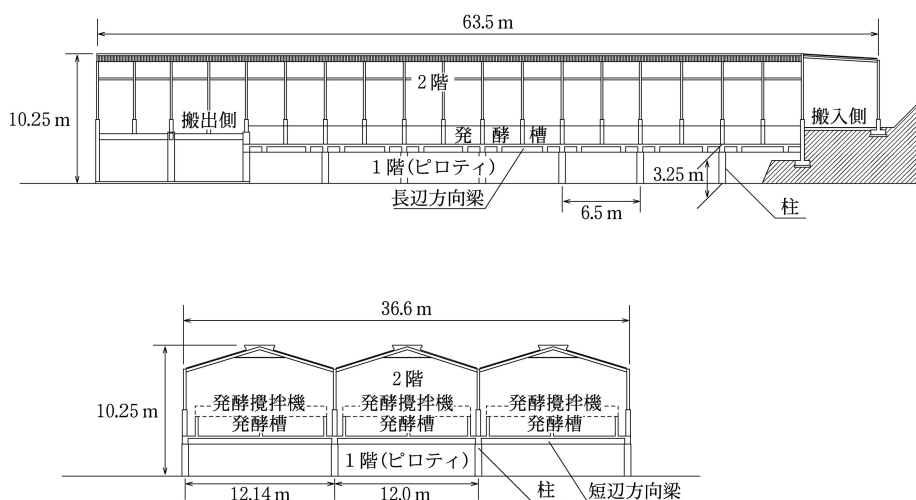 63.5 m
10.25 m
2階
搬出側
搬入側
発酵槽
1階(ピロティ)
3.25 m
長辺方向梁
6.5 m
柱
36.6 m
10.25 m
2階
発酵攪拌機 発酵攪拌機 発酵攪拌機
発酵槽 発酵槽 発酵槽
1階(ピロティ)
12.14 m 12.0 m 柱 短辺方向梁